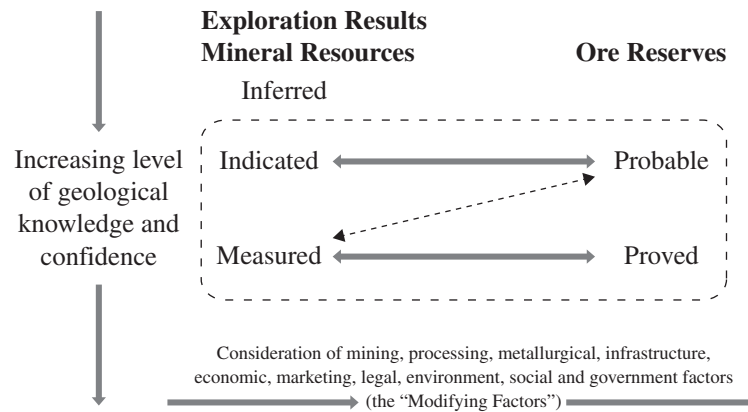 Exploration Results
Mineral Resources
Ore Reserves
Inferred
Increasing level
of geological
knowledge and
confidence
Indicated
Probable
Measured
Proved
Consideration of mining, processing, metallurgical, infrastructure,
economic, marketing, legal, environment, social and government factors
(the “Modifying Factors”)